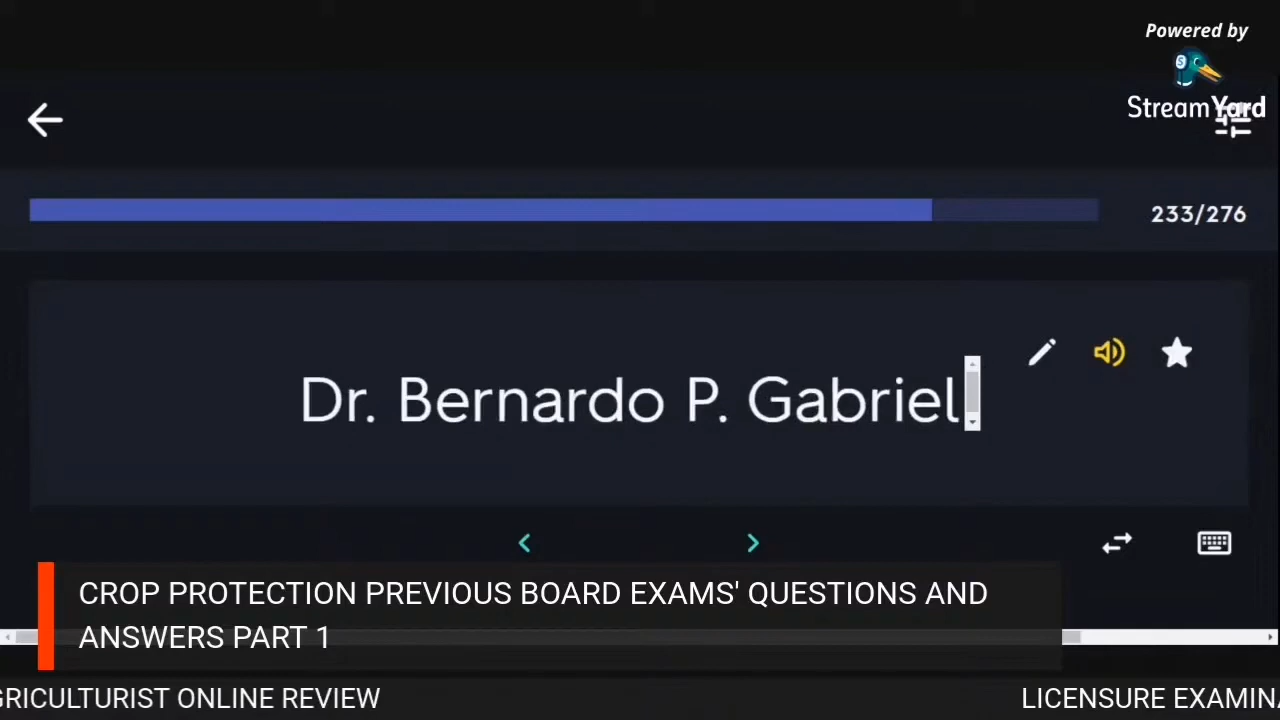 Powered by
StreamYard
233/276
Dr. Bernardo P. Gabriel
CROP PROTECTION PREVIOUS BOARD EXAMS' QUESTIONS AND
ANSWERS PART 1
GRICULTURIST ONLINE REVIEW
LICENSURE EXAMINA